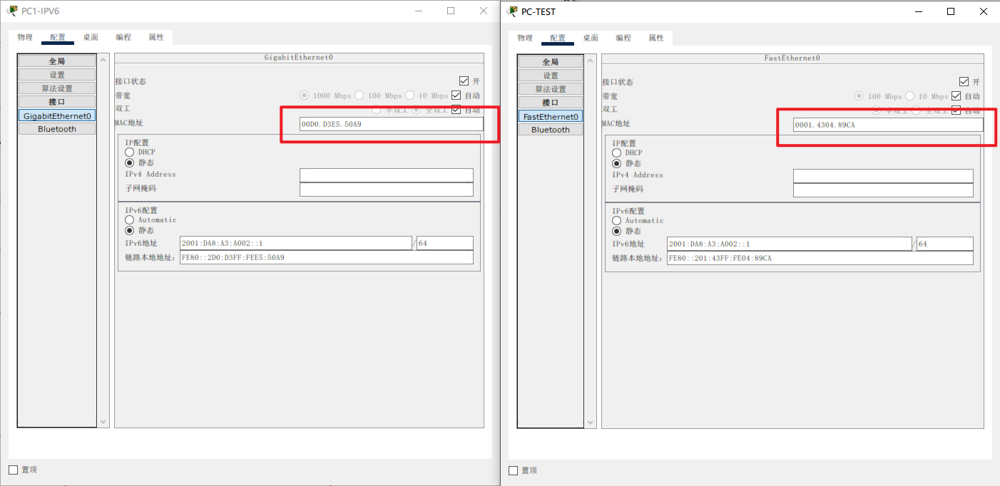 PC1-IPV6
物理 配置 桌面 编程 属性
全局
设置
算法设置
接口
GigabitEthernet0
Bluetooth
GigabitEthernet0
接口状态 开
带宽 1000 Mbps 100 Mbps 10 Mbps 自动
双工 半双工 全双工 自动
MAC地址 00D0.D3E5.50A9
IP配置
DHCP
静态
IPv4 Address
子网掩码
IPv6配置
Automatic
静态
IPv6地址 2001:DA8:A3:A002::1 / 64
链路本地地址: FE80::2D0:D3FF:FEE5:50A9
置顶
PC-TEST
物理 配置 桌面 编程 属性
全局
设置
算法设置
接口
FastEthernet0
Bluetooth
FastEthernet0
接口状态 开
带宽 100 Mbps 10 Mbps 自动
双工 半双工 全双工 自动
MAC地址 0001.4304.89CA
IP配置
DHCP
静态
IPv4 Address
子网掩码
IPv6配置
Automatic
静态
IPv6地址 2001:DA8:A3:A002::1 / 64
链路本地地址: FE80::201:43FF:FE04:89CA
置顶